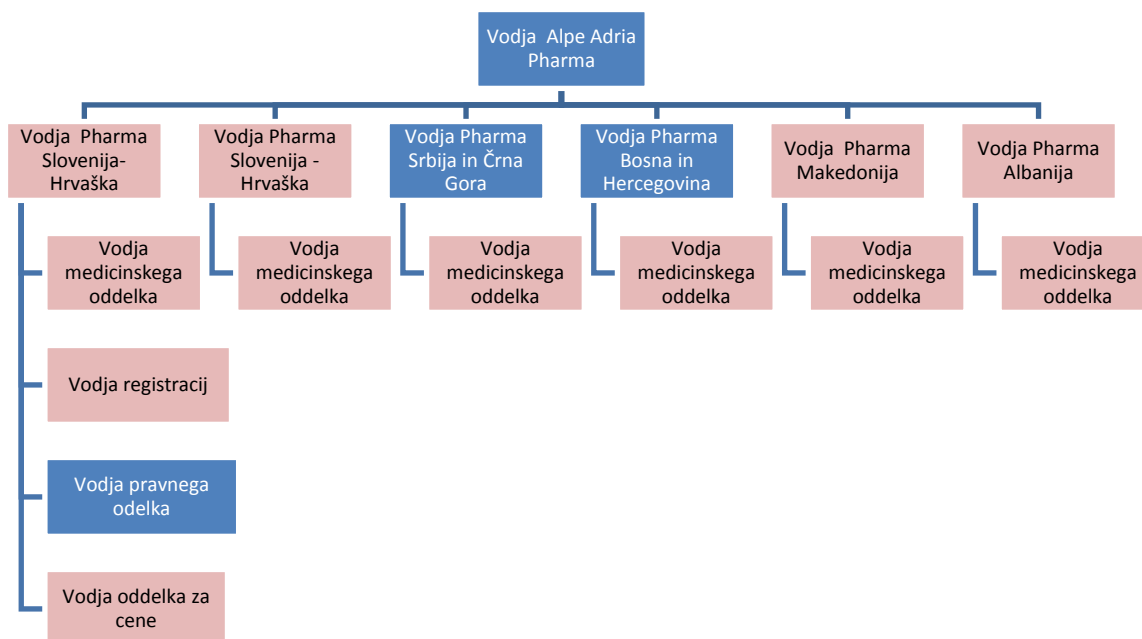 Vodja Alpe Adria
Pharma
Vodja Pharma
Slovenija-
Hrvaška
Vodja Pharma
Slovenija -
Hrvaška
Vodja Pharma
Srbija in Črna
Gora
Vodja Pharma
Bosna in
Hercegovina
Vodja Pharma
Makedonija
Vodja Pharma
Albanija
Vodja
medicinskega
oddelka
Vodja
medicinskega
oddelka
Vodja
medicinskega
oddelka
Vodja
medicinskega
oddelka
Vodja
medicinskega
oddelka
Vodja
medicinskega
oddelka
Vodja registracij
Vodja pravnega
odelka
Vodja oddelka za
cene